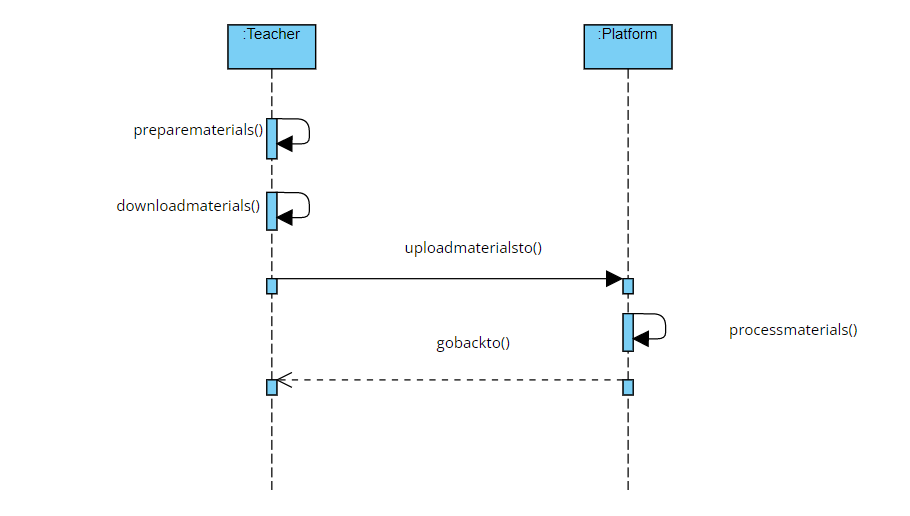 :Teacher
:Platform
preparematerials()
downloadmaterials()
uploadmaterialsto()
processmaterials()
gobackto()